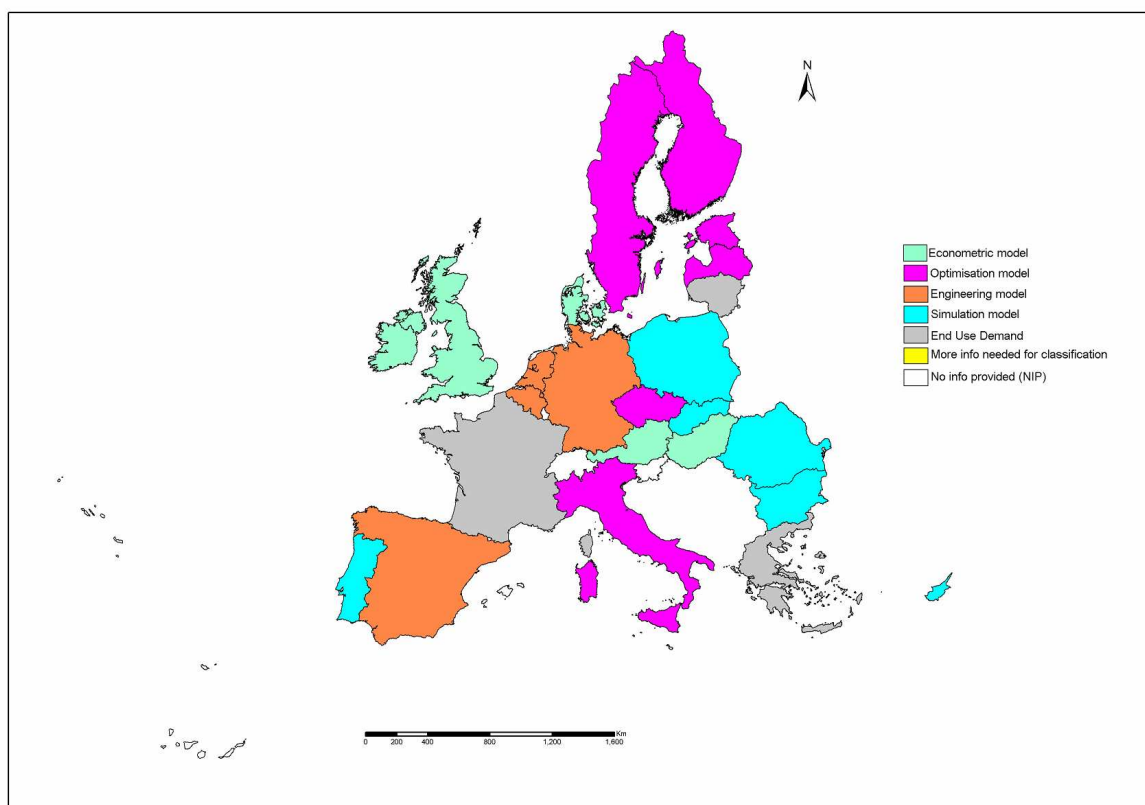 N
Econometric model
Optimisation model
Engineering model
Simulation model
End Use Demand
More info needed for classification
No info provided (NIP)
Km
0 200 400 800 1,200 1,600